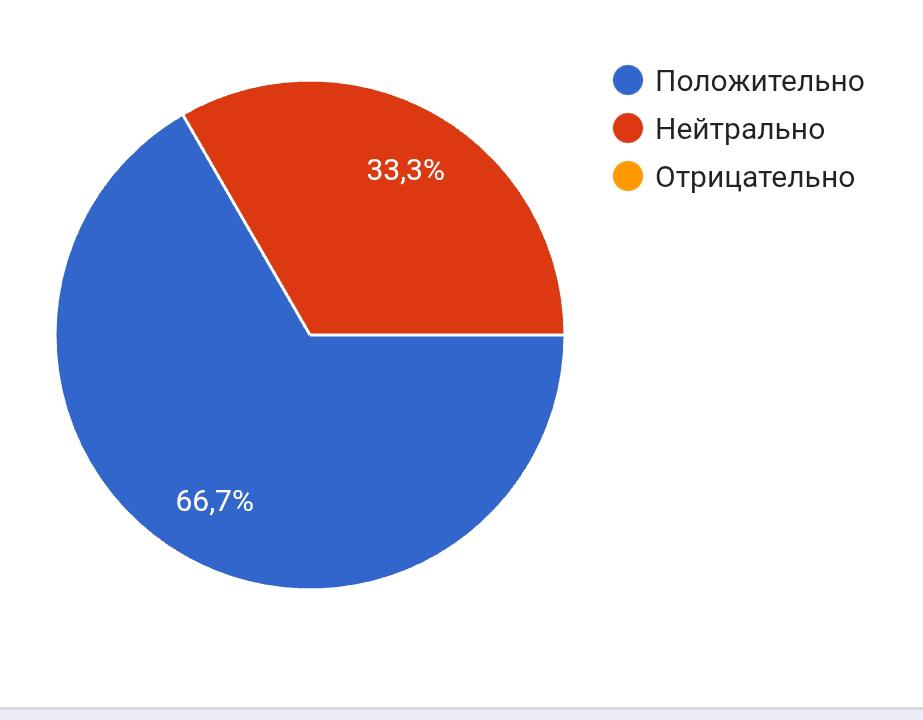 Положительно
Нейтрально
Отрицательно
33,3%
66,7%